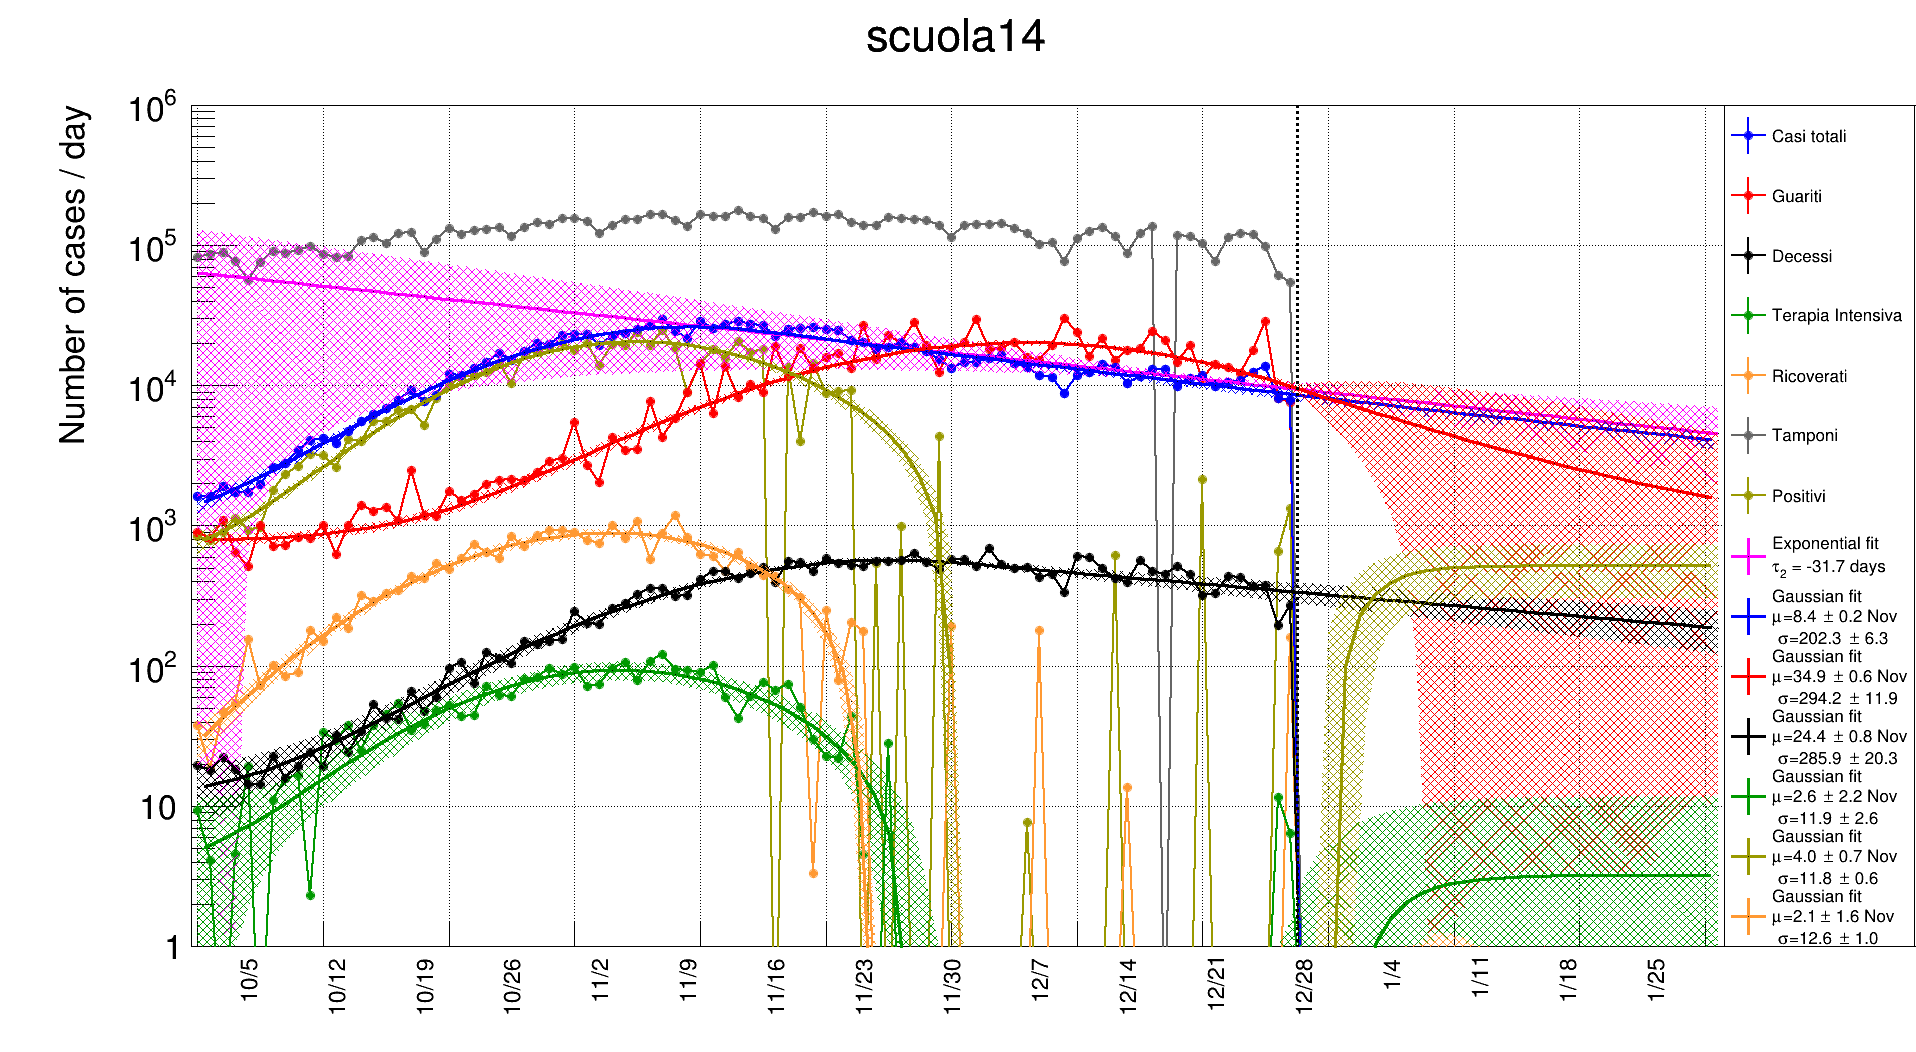 scuola14
Number of cases / day
10^6
10^5
10^4
10^3
10^2
10
1
10/5
10/12
10/19
10/26
11/2
11/9
11/16
11/23
11/30
12/7
12/14
12/21
12/28
1/4
1/11
1/18
1/25
Casi totali
Guariti
Decessi
Terapia Intensiva
Ricoverati
Tamponi
Positivi
Exponential fit
τ_2 = -31.7 days
Gaussian fit
μ=8.4 ± 0.2 Nov
σ=202.3 ± 6.3
Gaussian fit
μ=34.9 ± 0.6 Nov
σ=294.2 ± 11.9
Gaussian fit
μ=24.4 ± 0.8 Nov
σ=285.9 ± 20.3
Gaussian fit
μ=2.6 ± 2.2 Nov
σ=11.9 ± 2.6
Gaussian fit
μ=4.0 ± 0.7 Nov
σ=11.8 ± 0.6
Gaussian fit
μ=2.1 ± 1.6 Nov
σ=12.6 ± 1.0